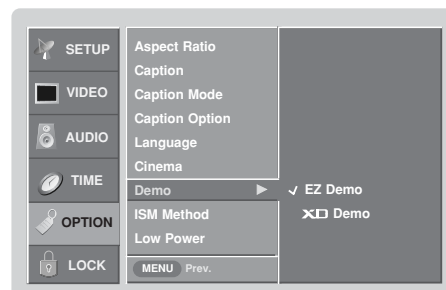 SETUP
VIDEO
AUDIO
TIME
OPTION
LOCK
Aspect Ratio
Caption
Caption Mode
Caption Option
Language
Cinema
Demo ▶
ISM Method
Low Power
MENU Prev.
✓ EZ Demo
XD Demo